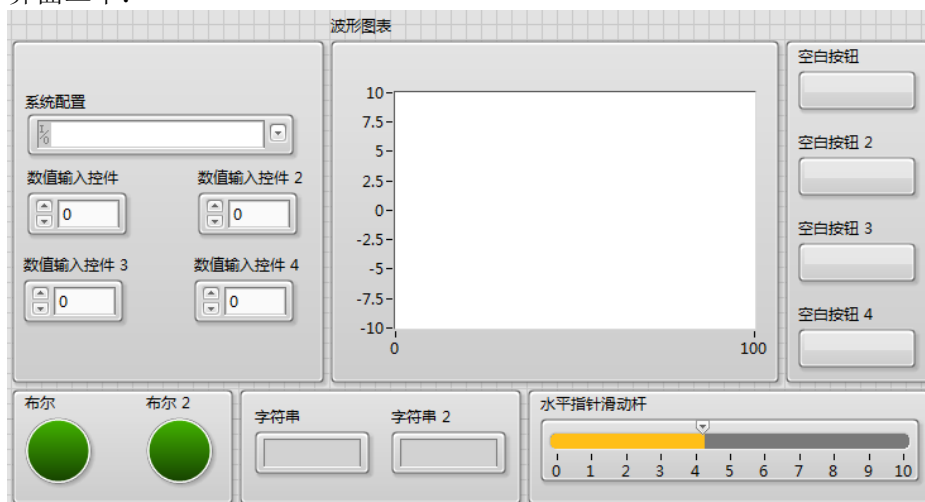 波形图表
系统配置
I/O
数值输入控件
数值输入控件 2
0
0
数值输入控件 3
数值输入控件 4
0
0
10
7.5
5
2.5
0
-2.5
-5
-7.5
-10
0
100
空白按钮
空白按钮 2
空白按钮 3
空白按钮 4
布尔
布尔 2
字符串
字符串 2
水平指针滑动杆
0 1 2 3 4 5 6 7 8 9 10